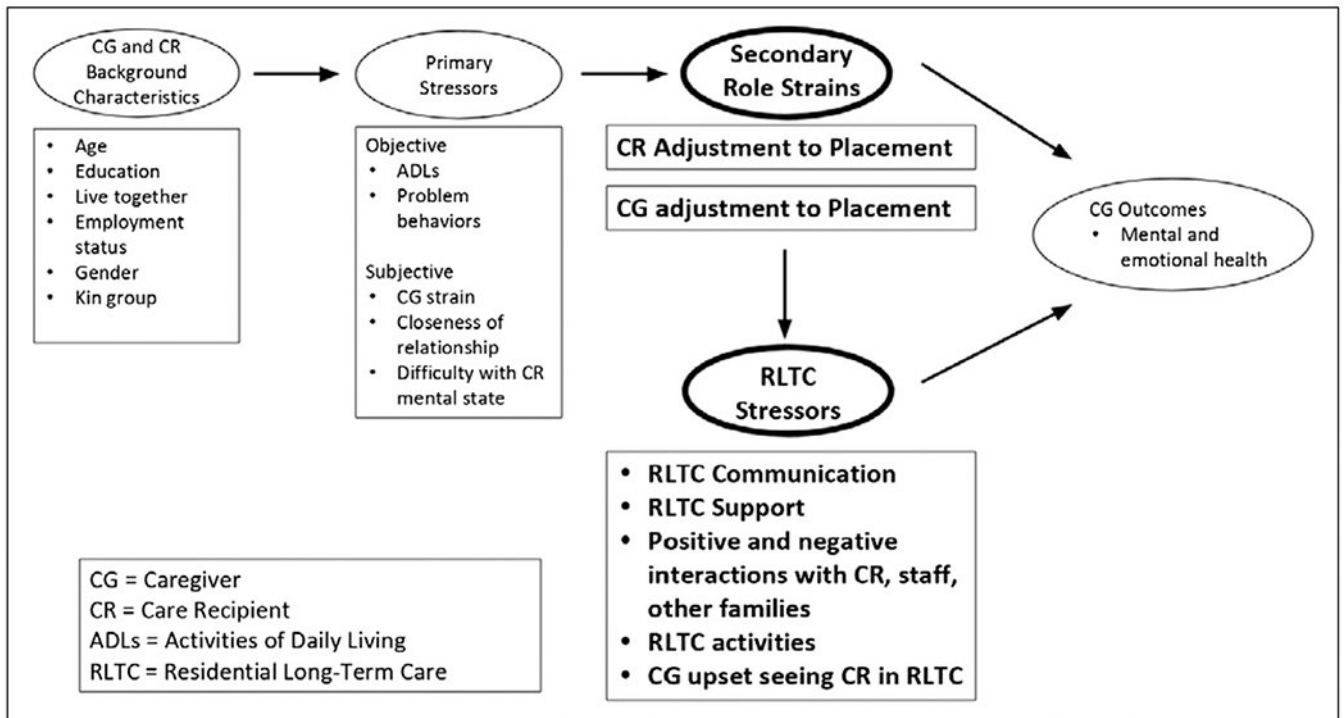 CG and CR
Background
Characteristics
• Age
• Education
• Live together
• Employment
status
• Gender
• Kin group
Primary
Stressors
Objective
• ADLs
• Problem
behaviors
Subjective
• CG strain
• Closeness of
relationship
• Difficulty with CR
mental state
Secondary
Role Strains
CR Adjustment to Placement
CG adjustment to Placement
RLTC
Stressors
• RLTC Communication
• RLTC Support
• Positive and negative
interactions with CR, staff,
other families
• RLTC activities
• CG upset seeing CR in RLTC
CG Outcomes
• Mental and
emotional health
CG = Caregiver
CR = Care Recipient
ADLs = Activities of Daily Living
RLTC = Residential Long-Term Care